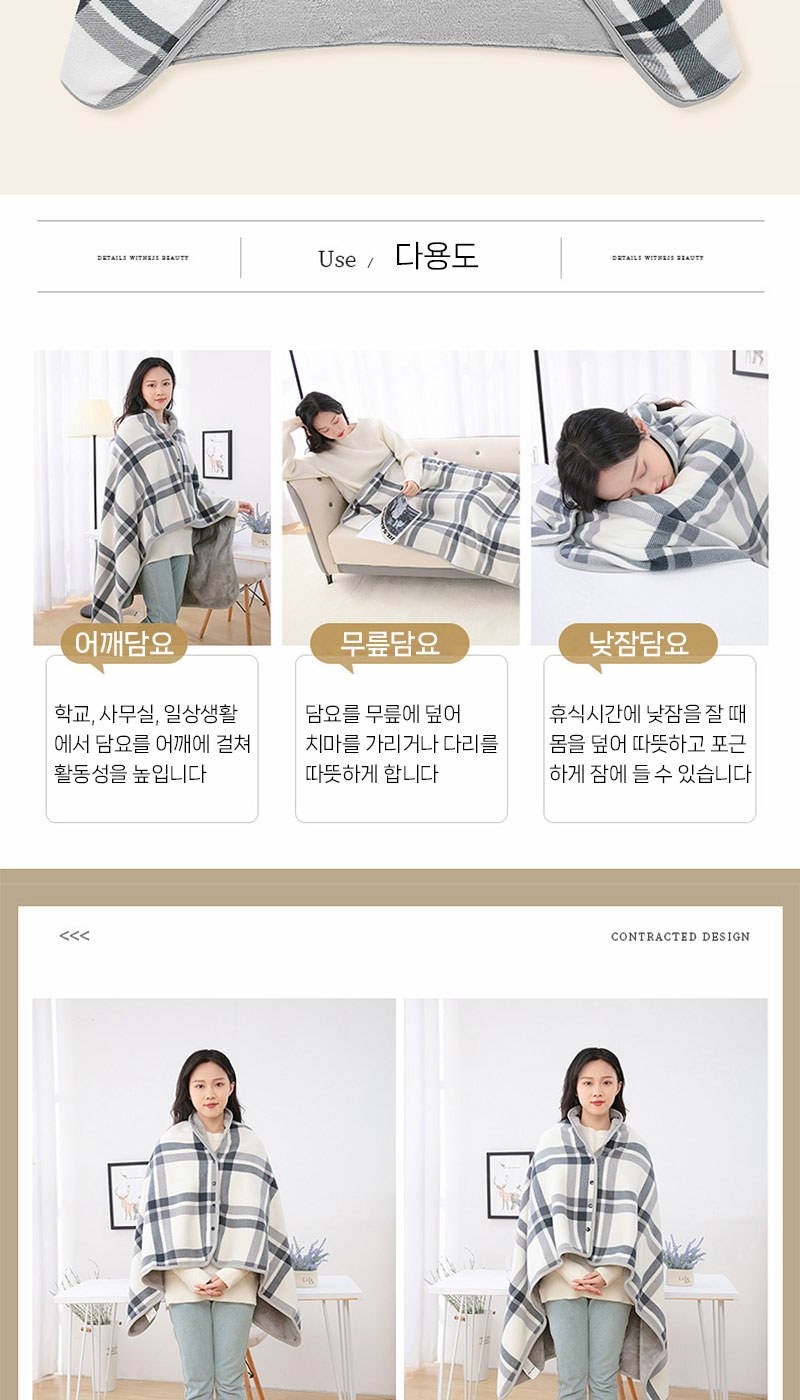 DETAILS WITNESS BEAUTY
Use / 다용도
DETAILS WITNESS BEAUTY
어깨담요
학교, 사무실, 일상생활
에서 담요를 어깨에 걸쳐
활동성을 높입니다
무릎담요
담요를 무릎에 덮어
치마를 가리거나 다리를
따뜻하게 합니다
낮잠담요
휴식시간에 낮잠을 잘 때
몸을 덮어 따뜻하고 포근
하게 잠에 들 수 있습니다
<<<
CONTRACTED DESIGN